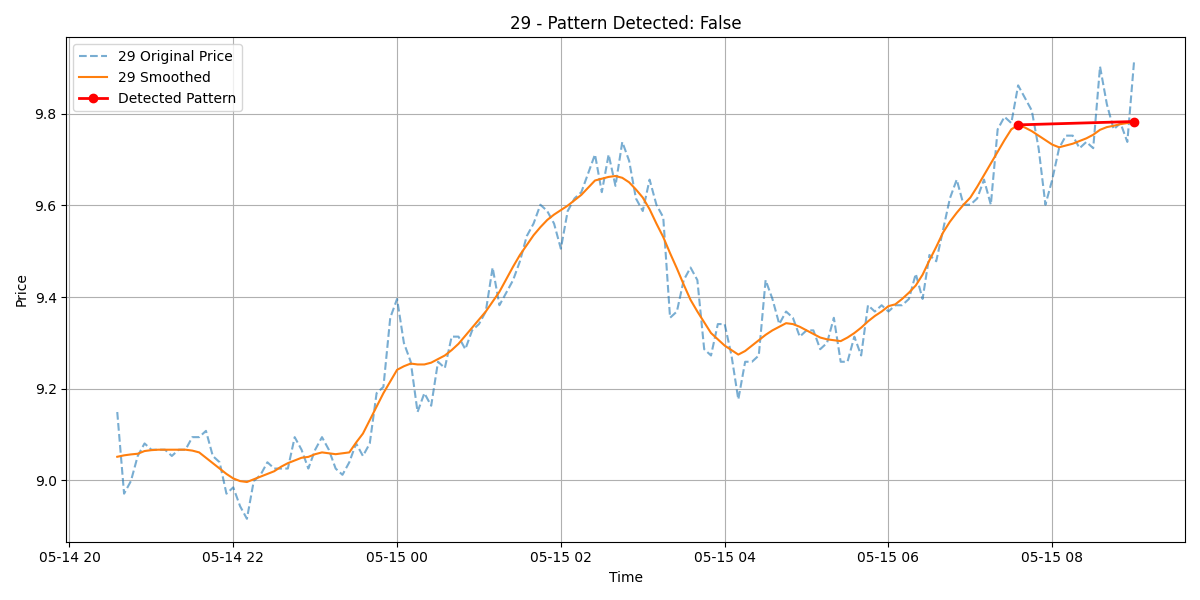 29 - Pattern Detected: False
29 Original Price
29 Smoothed
Detected Pattern
Price
9.8
9.6
9.4
9.2
9.0
05-14 20 05-14 22 05-15 00 05-15 02 05-15 04 05-15 06 05-15 08
Time